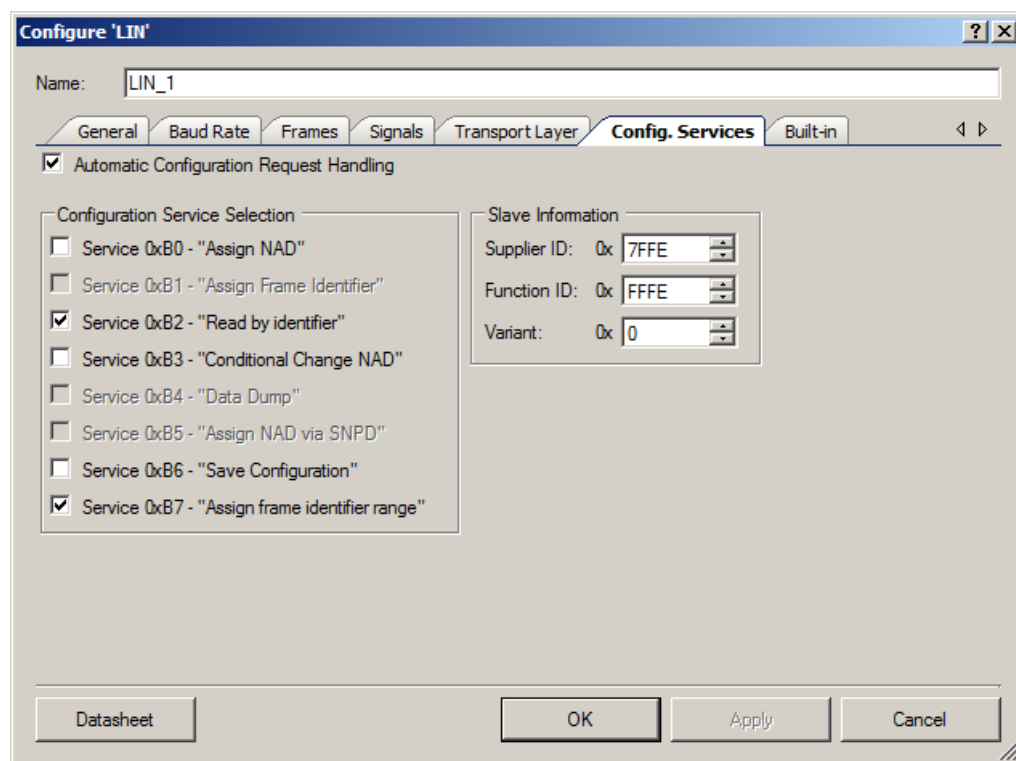 Configure 'LIN'
Name: LIN_1
General Baud Rate Frames Signals Transport Layer Config. Services Built-in
Automatic Configuration Request Handling
Configuration Service Selection
Service 0xB0 - "Assign NAD"
Service 0xB1 - "Assign Frame Identifier"
Service 0xB2 - "Read by identifier"
Service 0xB3 - "Conditional Change NAD"
Service 0xB4 - "Data Dump"
Service 0xB5 - "Assign NAD via SNPD"
Service 0xB6 - "Save Configuration"
Service 0xB7 - "Assign frame identifier range"
Slave Information
Supplier ID: 0x 7FFE
Function ID: 0x FFFE
Variant: 0x 0
Datasheet OK Apply Cancel